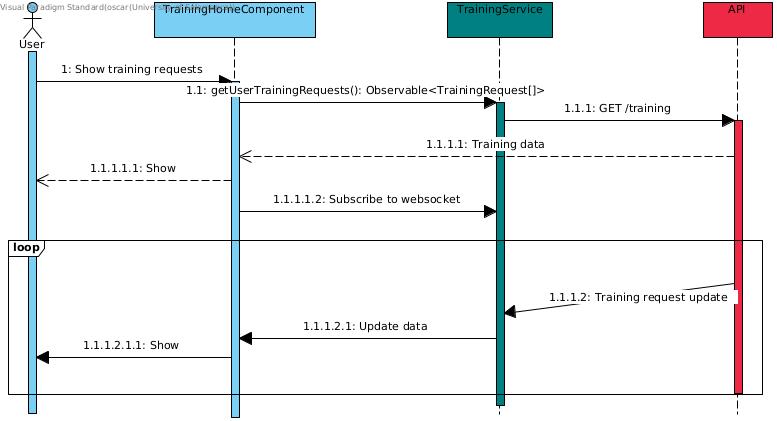 Visual Paradigm Standard(oscar(Univers
TrainingHomeComponent
TrainingService
API
User
1: Show training requests
1.1: getUserTrainingRequests(): Observable<TrainingRequest[]>
1.1.1: GET /training
1.1.1.1: Training data
1.1.1.1.1: Show
1.1.1.1.2: Subscribe to websocket
loop
1.1.1.2: Training request update
1.1.1.2.1: Update data
1.1.1.2.1.1: Show